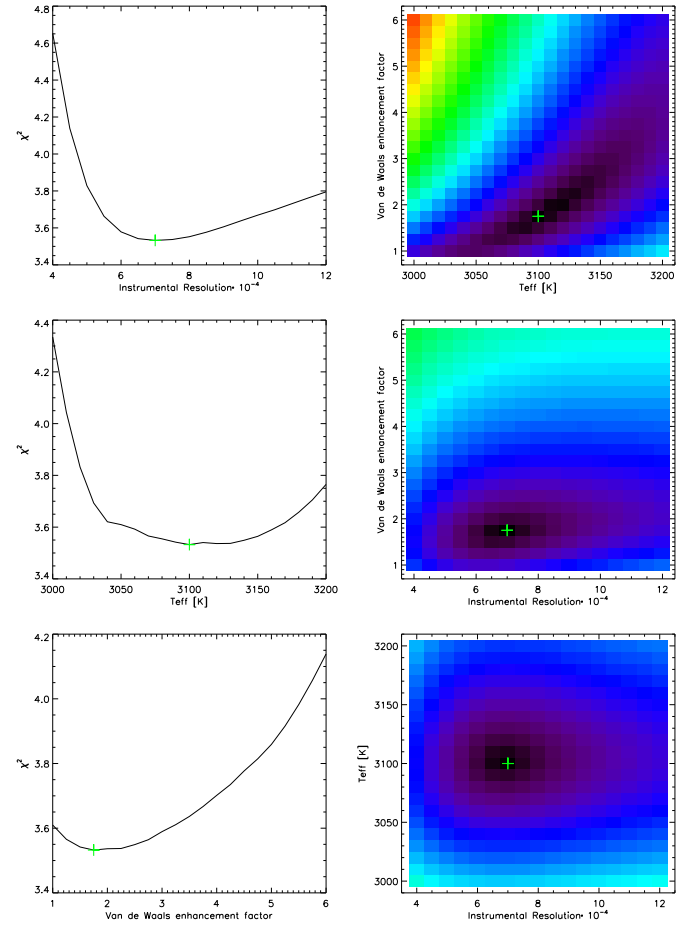 4.8
4.6
4.4
4.2
4.0
3.8
3.6
3.4
χ²
4 6 8 10 12
Instrumental Resolution* 10⁻⁴
6
5
4
3
2
1
Van de Waals enhancement factor
3000 3050 3100 3150 3200
Teff [K]
4.4
4.2
4.0
3.8
3.6
3.4
χ²
3000 3050 3100 3150 3200
Teff [K]
6
5
4
3
2
1
Van de Waals enhancement factor
4 6 8 10 12
Instrumental Resolution* 10⁻⁴
4.2
4.0
3.8
3.6
3.4
χ²
1 2 3 4 5 6
Van de Waals enhancement factor
3200
3150
3100
3050
3000
Teff [K]
4 6 8 10 12
Instrumental Resolution* 10⁻⁴